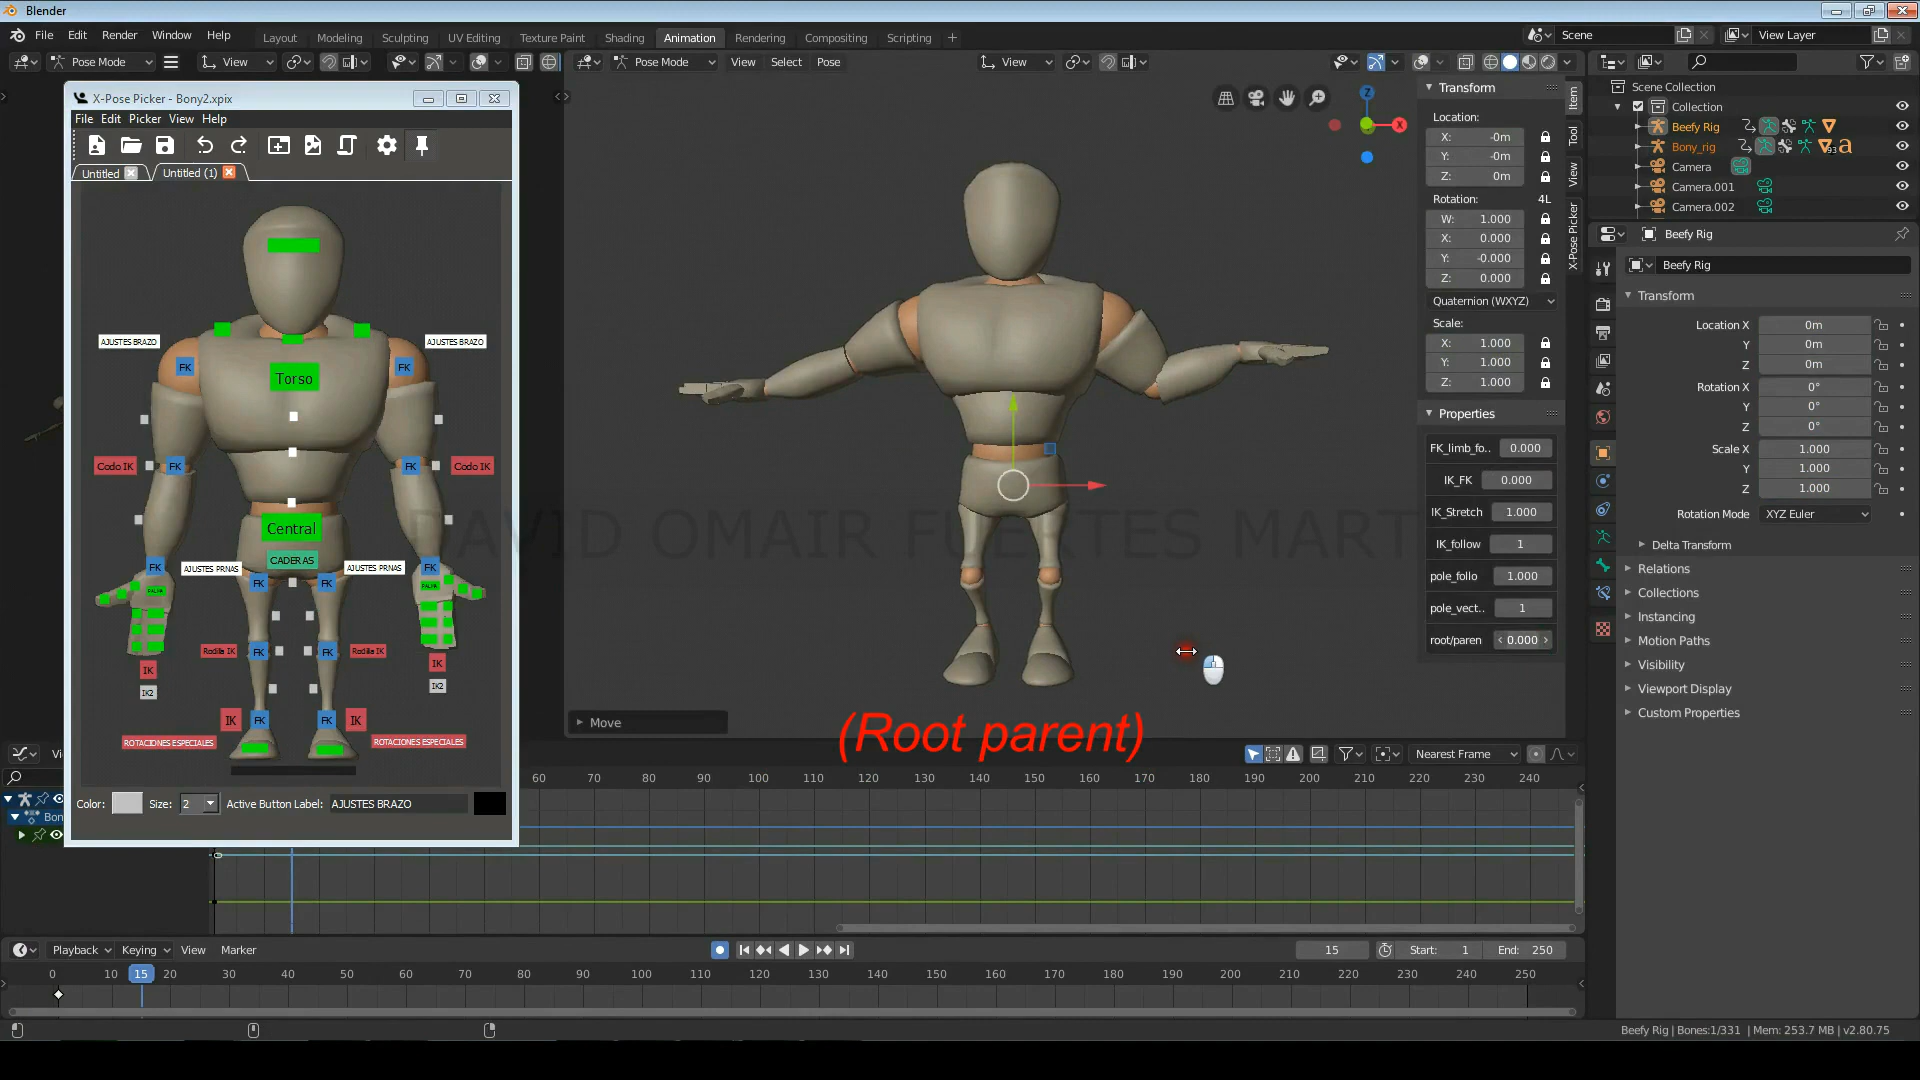 Blender
File Edit Render Window Help
Layout Modeling Sculpting UV Editing Texture Paint Shading Animation Rendering Compositing Scripting +
Scene
View Layer
Pose Mode
View
Pose Mode
View Select Pose
View
X-Pose Picker - Bony2.xpix
File Edit Picker View Help
Untitled
Untitled (1)
AJUSTES BRAZO
AJUSTES BRAZO
FK
FK
Torso
Codo IK
FK
FK
Codo IK
Central
CADERAS
FK
AJUSTES PRNAS
AJUSTES PRNAS
FK
FK
FK
PALMA
Rodilla IK
FK
FK
Rodilla IK
IK
IK
IK2
IK2
IK
FK
FK
IK
ROTACIONES ESPECIALES
ROTACIONES ESPECIALES
Color:
Size:
2
Active Button Label:
AJUSTES BRAZO
DAVID OMAIR FUERTES MART
Z
X
Move
(Root parent)
Transform
Location:
X: -0m
Y: -0m
Z: 0m
Rotation: 4L
W: 1.000
X: 0.000
Y: -0.000
Z: 0.000
Quaternion (WXYZ)
Scale:
X: 1.000
Y: 1.000
Z: 1.000
Properties
FK_limb_fo.. 0.000
IK_FK 0.000
IK_Stretch 1.000
IK_follow 1
pole_follo 1.000
pole_vect.. 1
root/paren 0.000
Item
Tool
View
X-Pose Picker
Scene Collection
Collection
Beefy Rig
Bony_rig
93
Camera
Camera.001
Camera.002
Beefy Rig
Beefy Rig
Transform
Location X 0m
Y 0m
Z 0m
Rotation X 0°
Y 0°
Z 0°
Scale X 1.000
Y 1.000
Z 1.000
Rotation Mode XYZ Euler
Delta Transform
Relations
Collections
Instancing
Motion Paths
Visibility
Viewport Display
Custom Properties
Nearest Frame
60 70 80 90 100 110 120 130 140 150 160 170 180 190 200 210 220 230 240
Bon
Playback Keying View Marker
15
Start: 1
End: 250
0 10 15 20 30 40 50 60 70 80 90 100 110 120 130 140 150 160 170 180 190 200 210 220 230 240 250
Beefy Rig | Bones:1/331 | Mem: 253.7 MB | v2.80.75